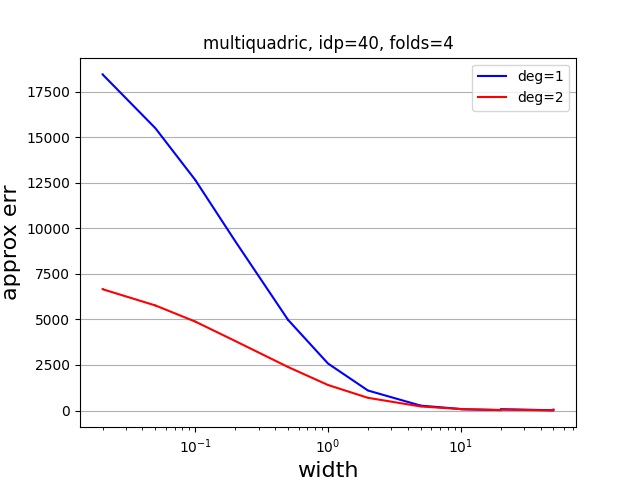 multiquadric, idp=40, folds=4
deg=1
deg=2
approx err
17500
15000
12500
10000
7500
5000
2500
0
10⁻¹
10⁰
10¹
width